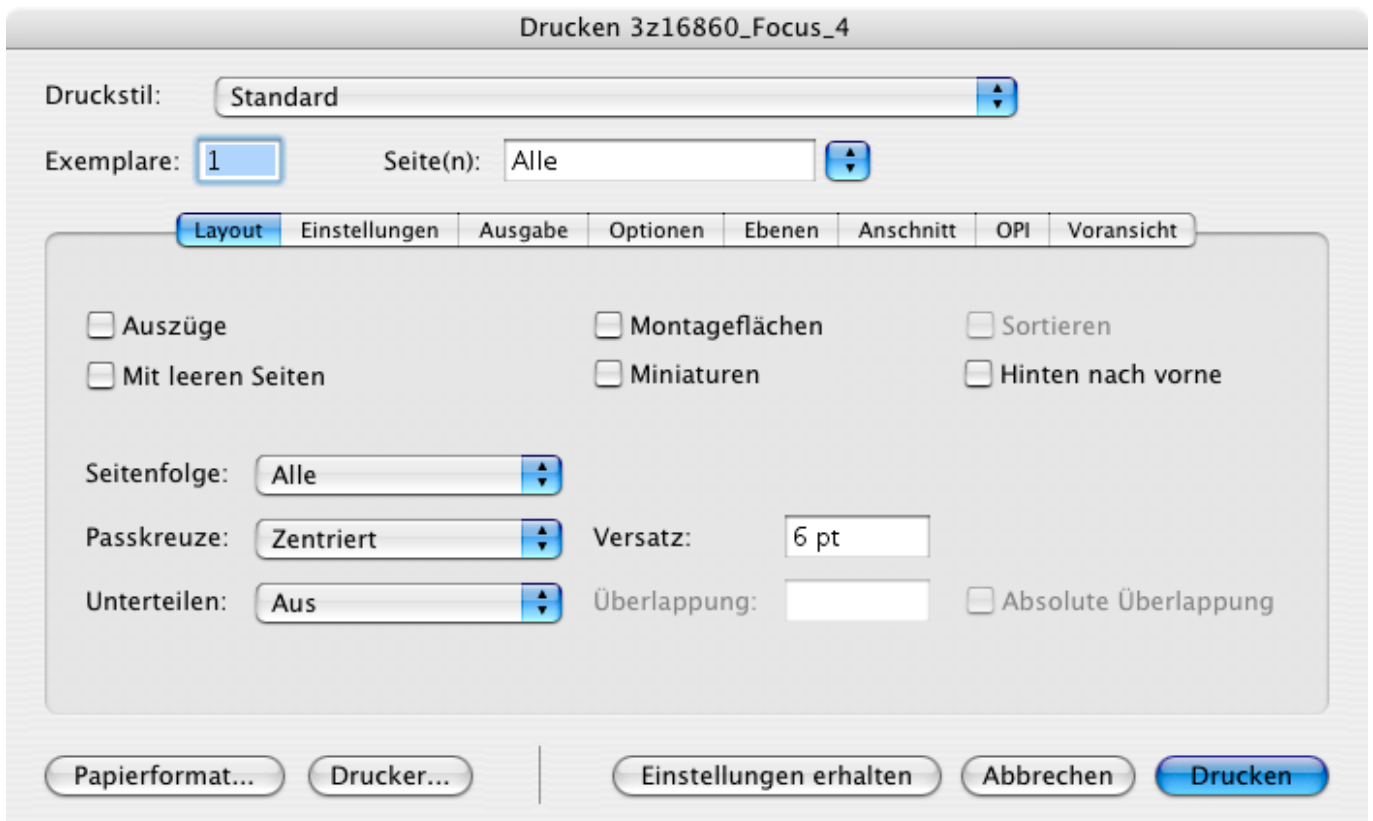 Drucken 3z16860_Focus_4
Druckstil: Standard
Exemplare: 1 Seite(n): Alle
Layout Einstellungen Ausgabe Optionen Ebenen Anschnitt OPI Voransicht
Auszüge Montageflächen Sortieren
Mit leeren Seiten Miniaturen Hinten nach vorne
Seitenfolge: Alle
Passkreuze: Zentriert Versatz: 6 pt
Unterteilen: Aus Überlappung: Absolute Überlappung
Papierformat... Drucker... Einstellungen erhalten Abbrechen Drucken